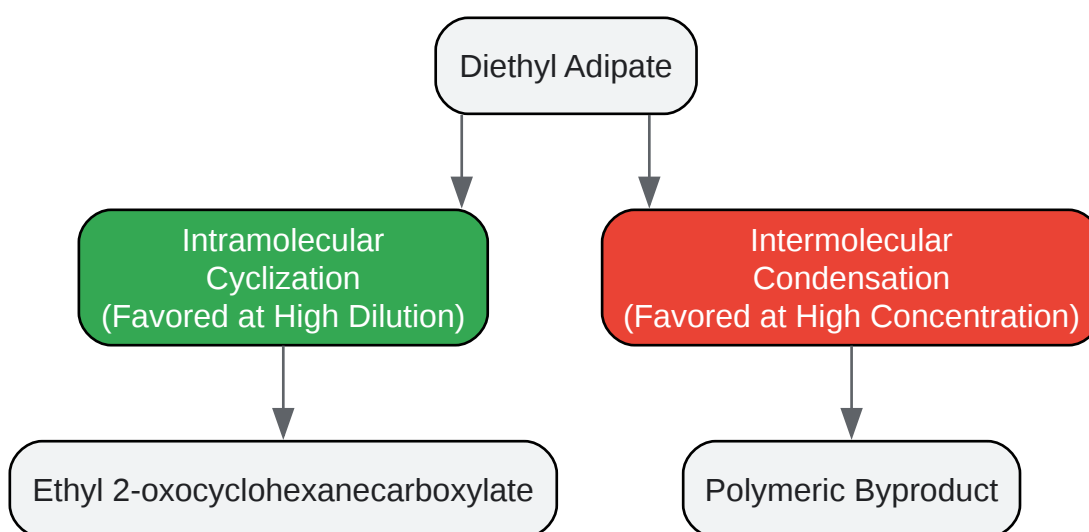 Diethyl Adipate
Intramolecular
Cyclization
(Favored at High Dilution)
Intermolecular
Condensation
(Favored at High Concentration)
Ethyl 2-oxocyclohexanecarboxylate
Polymeric Byproduct